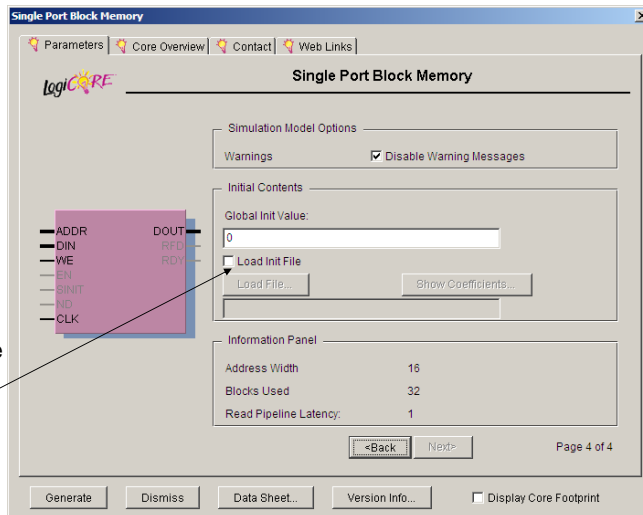 Single Port Block Memory
Parameters Core Overview Contact Web Links
LogiCORE Single Port Block Memory
Simulation Model Options
Warnings Disable Warning Messages
Initial Contents
Global Init Value:
0
Load Init File
Load File... Show Coefficients...
ADDR DOUT
DIN RFD
WE RDY
EN
SINIT
ND
CLK
Information Panel
Address Width 16
Blocks Used 32
Read Pipeline Latency: 1
<Back Next> Page 4 of 4
Generate Dismiss Data Sheet... Version Info... Display Core Footprint